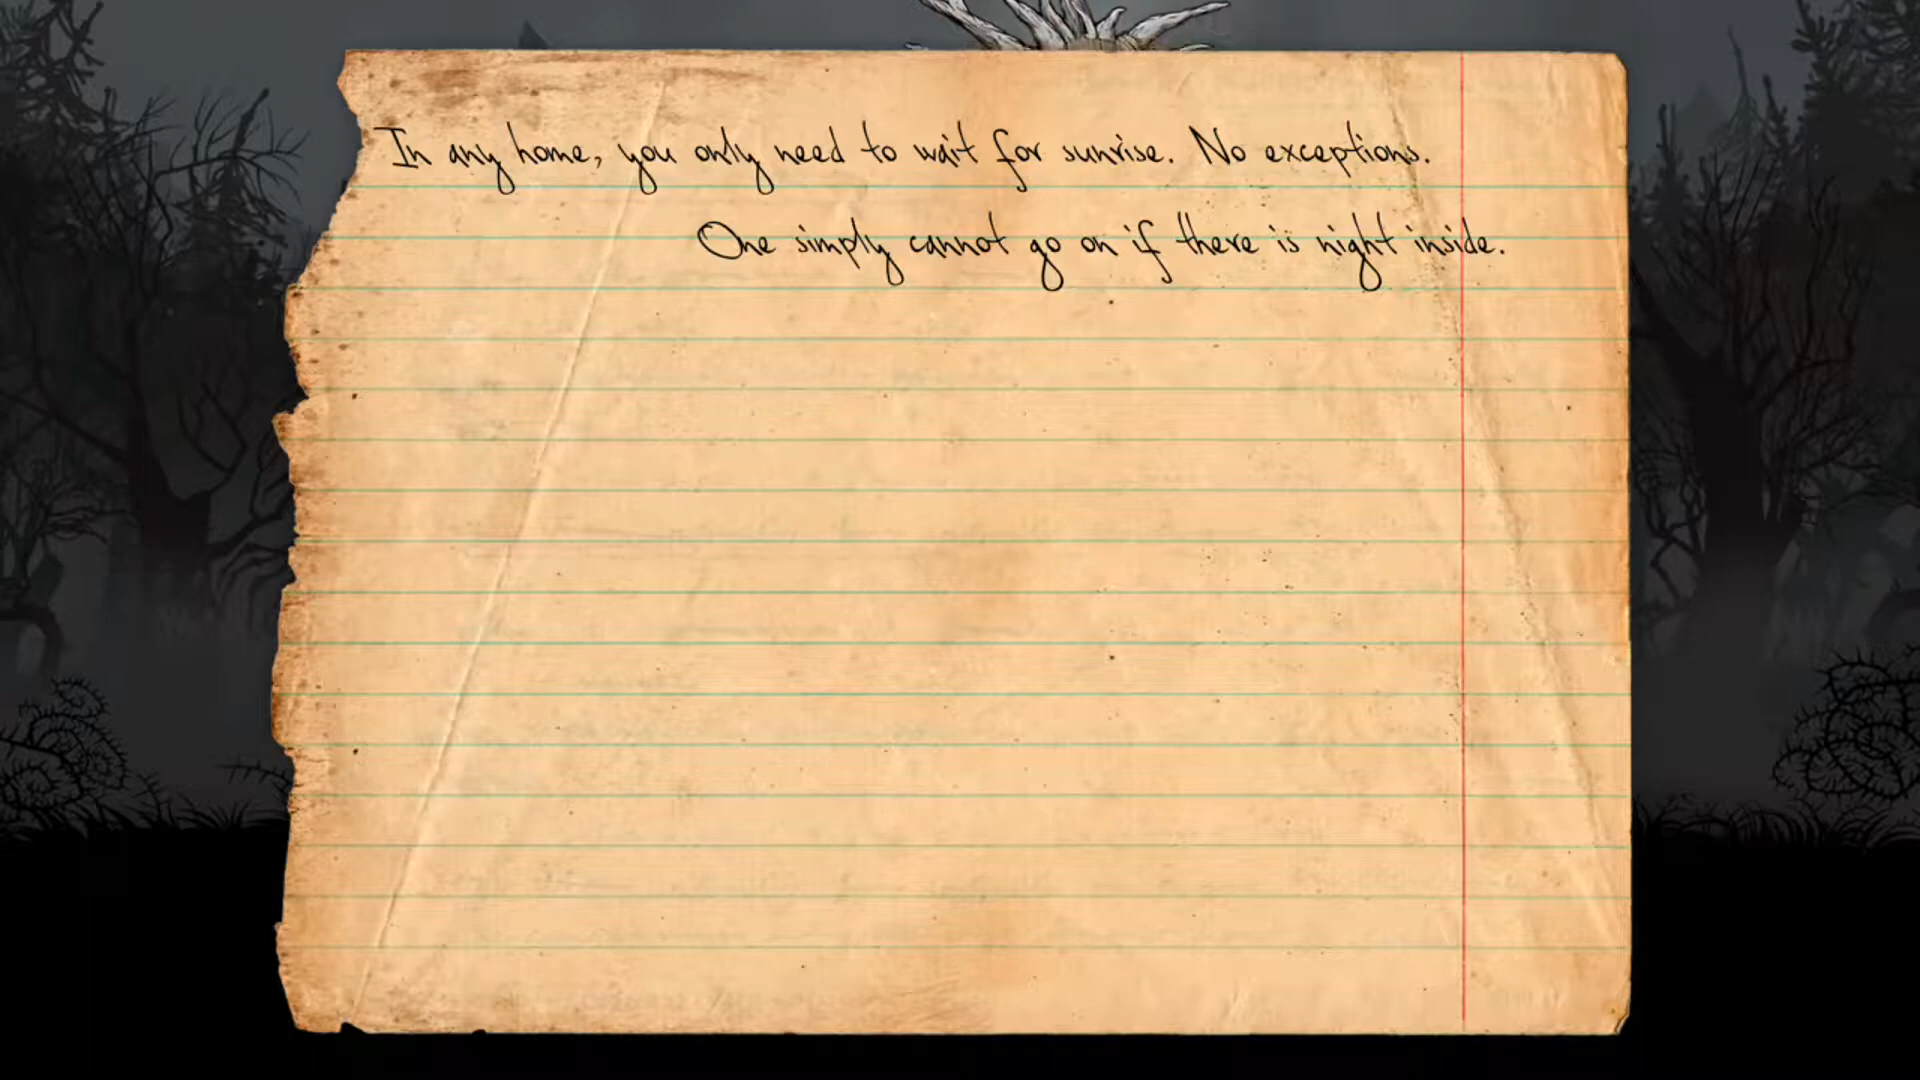 In any home, you only need to wait for sunrise. No exceptions.
One simply cannot go on if there is night inside.